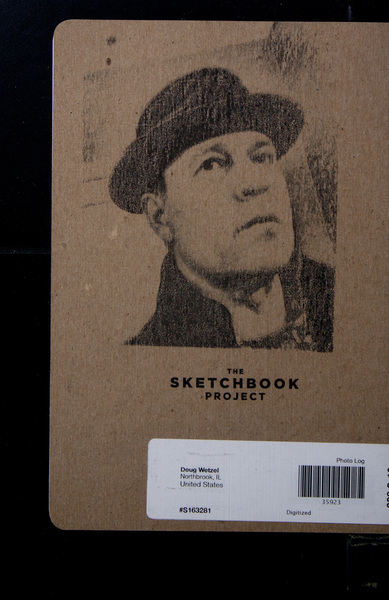 THE
SKETCHBOOK
PROJECT
Photo Log
Doug Wetzel
Northbrook, IL
United States
35923
#S163281
Digitized